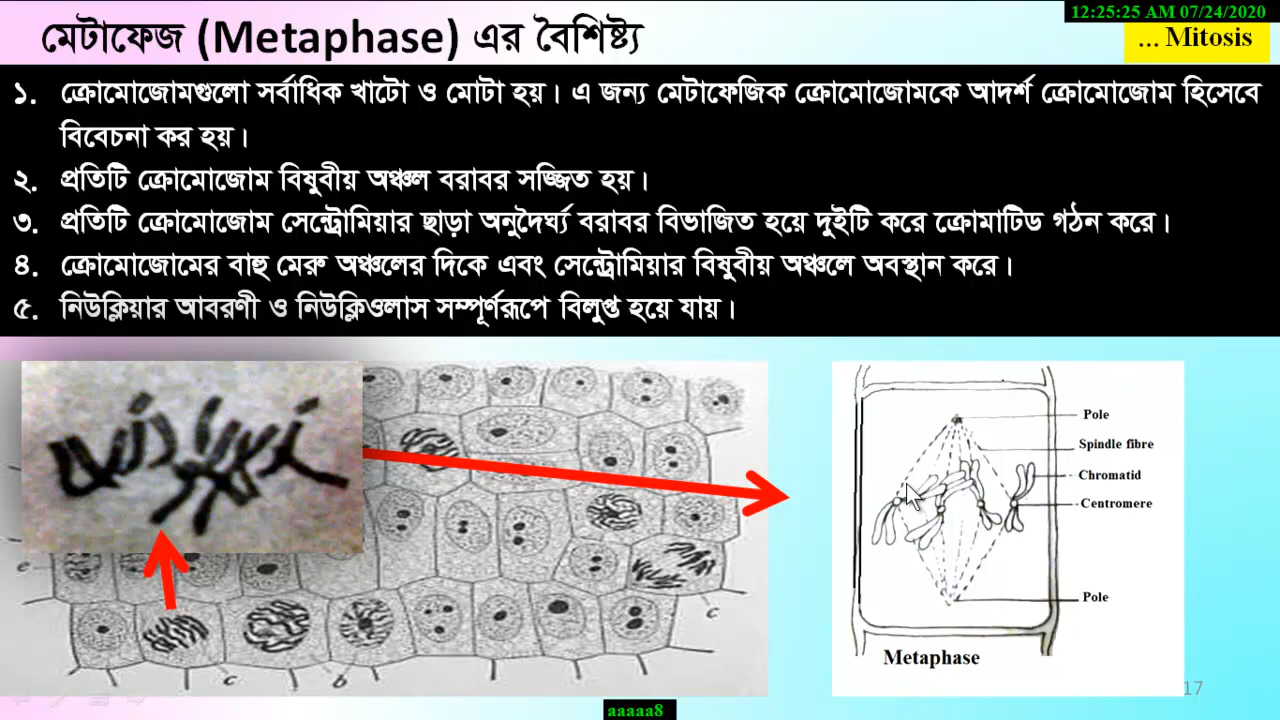 12:25:25 AM 07/24/2020
মেটাফেজ (Metaphase) এর বৈশিষ্ট্য
... Mitosis
১. ক্রোমোজোমগুলো সর্বাধিক খাটো ও মোটা হয়। এ জন্য মেটাফেজিক ক্রোমোজোমকে আদর্শ ক্রোমোজোম হিসেবে
বিবেচনা কর হয়।
২. প্রতিটি ক্রোমোজোম বিষুবীয় অঞ্চল বরাবর সজ্জিত হয়।
৩. প্রতিটি ক্রোমোজোম সেন্ট্রোমিয়ার ছাড়া অনুদৈর্ঘ্য বরাবর বিভাজিত হয়ে দুইটি করে ক্রোমাটিড গঠন করে।
৪. ক্রোমোজোমের বাহু মেরু অঞ্চলের দিকে এবং সেন্ট্রোমিয়ার বিষুবীয় অঞ্চলে অবস্থান করে।
৫. নিউক্লিয়ার আবরণী ও নিউক্লিওলাস সম্পূর্ণরূপে বিলুপ্ত হয়ে যায়।
Pole
Spindle fibre
Chromatid
Centromere
e
c
Pole
c
b
Metaphase
17
aaaaa8